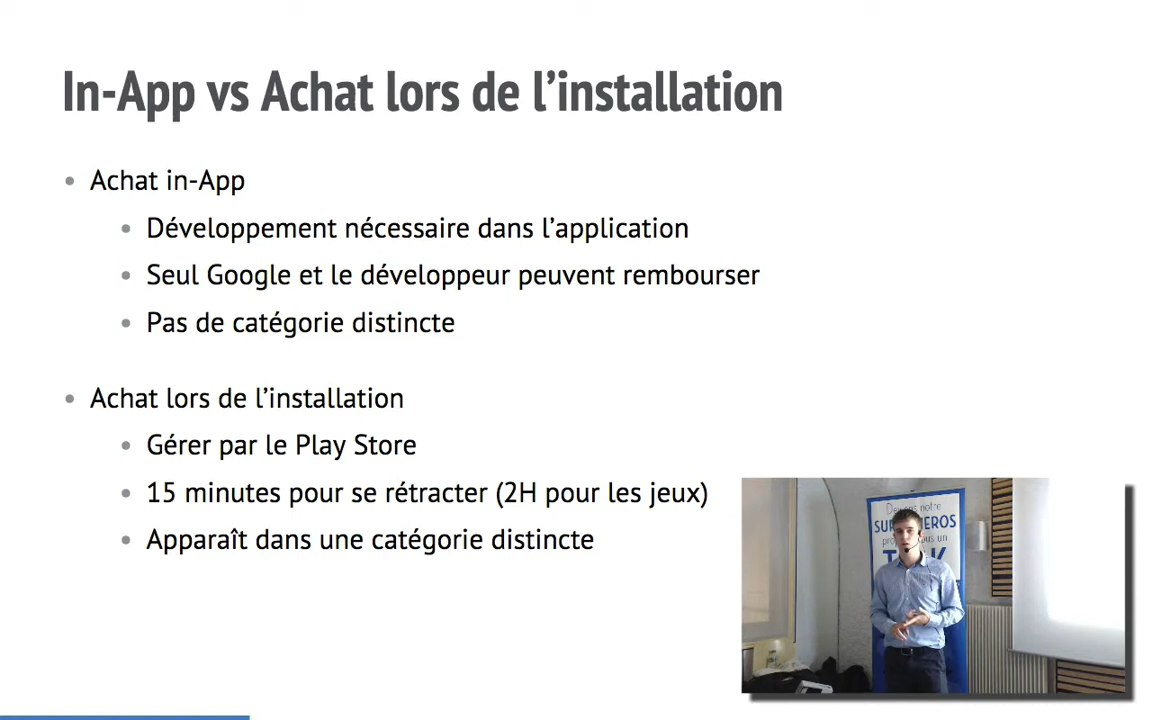 In-App vs Achat lors de l’installation
Achat in-App
Développement nécessaire dans l’application
Seul Google et le développeur peuvent rembourser
Pas de catégorie distincte
Achat lors de l’installation
Gérer par le Play Store
15 minutes pour se rétracter (2H pour les jeux)
Apparaît dans une catégorie distincte
notre
un